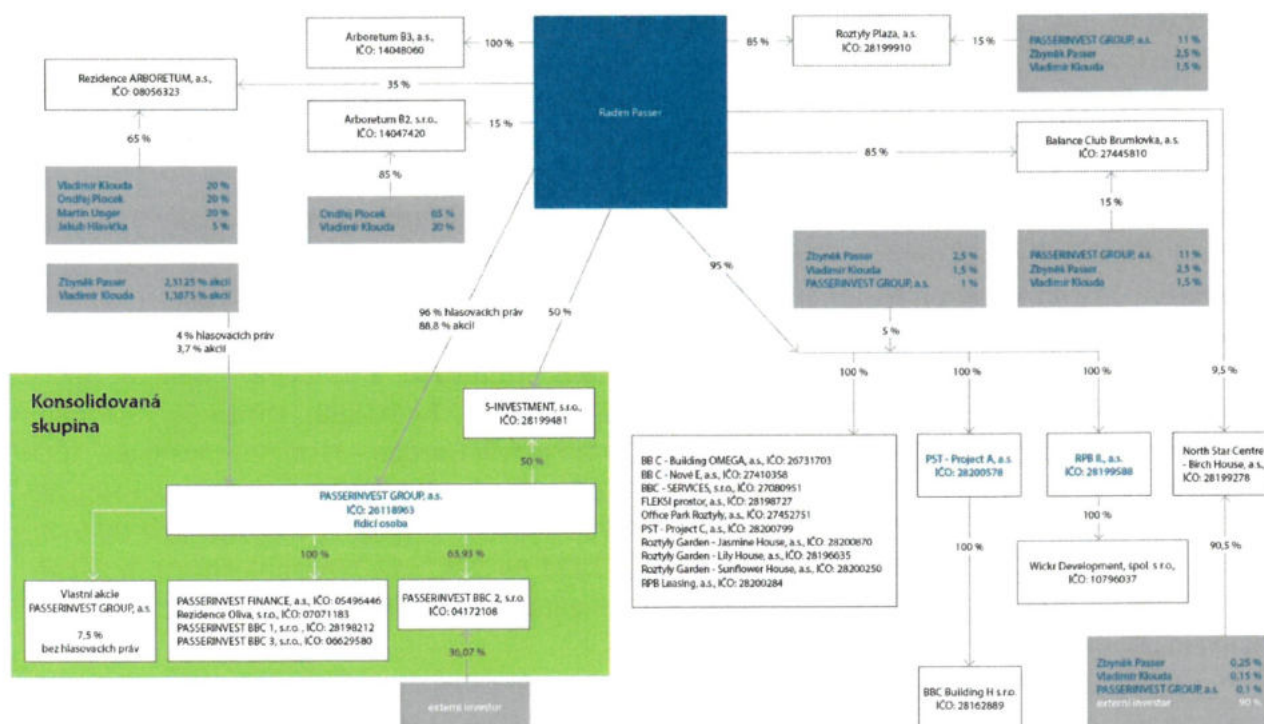 Arboretum B3, a.s.,
IČO: 14048060
100 %
Radim Passer
85 %
Roztyly Plaza, a.s.
IČO: 28199910
15 %
PASSERINVEST GROUP, a.s. 11 %
Zbyněk Passer 2,5 %
Vladimír Klouda 1,5 %
Rezidence ARBORETUM, a.s.,
IČO: 08056323
35 %
Arboretum B2, s.r.o.,
IČO: 14047420
15 %
Balance Club Brumlovka, a.s.
IČO: 27445810
85 %
65 %
Vladimír Klouda 20 %
Ondřej Plocek 20 %
Martin Unger 20 %
Jakub Hlavička 5 %
85 %
Ondřej Plocek 65 %
Vladimír Klouda 20 %
15 %
PASSERINVEST GROUP, a.s. 11 %
Zbyněk Passer 2,5 %
Vladimír Klouda 1,5 %
Zbyněk Passer 2,5 %
Vladimír Klouda 1,5 %
PASSERINVEST GROUP, a.s. 1 %
95 %
5 %
Zbyněk Passer 2,3125 % akcií
Vladimír Klouda 1,3875 % akcií
4 % hlasovacích práv
3,7 % akcií
96 % hlasovacích práv
88,8 % akcií
50 %
100 %
100 %
100 %
9,5 %
Konsolidovaná
skupina
S-INVESTMENT, s.r.o.,
IČO: 28199481
50 %
PASSERINVEST GROUP, a.s.
IČO: 26118963
řídicí osoba
100 %
63,93 %
Vlastní akcie
PASSERINVEST GROUP, a.s.
7,5 %
bez hlasovacích práv
PASSERINVEST FINANCE, a.s., IČO: 05496446
Rezidence Oliva, s.r.o., IČO: 07071183
PASSERINVEST BBC 1, s.r.o. , IČO: 28198212
PASSERINVEST BBC 3, s.r.o., IČO: 06629580
PASSERINVEST BBC 2, s.r.o.
IČO: 04172108
36,07 %
externí investor
BB C - Building OMEGA, a.s., IČO: 26731703
BB C - Nové E, a.s., IČO: 27410358
BBC - SERVICES, s.r.o., IČO: 27080951
FLEKSI prostor, a.s., IČO: 28198727
Office Park Roztyly, a.s., IČO: 27452751
PST - Project C, a.s., IČO: 28200799
Roztyly Garden - Jasmine House, a.s., IČO: 28200870
Roztyly Garden - Lily House, a.s., IČO: 28196635
Roztyly Garden - Sunflower House, a.s., IČO: 28200250
RPB Leasing, a.s., IČO: 28200284
PST - Project A, a.s.
IČO: 28200578
100 %
BBC Building H s.r.o.
IČO: 28162889
RPB II., a.s.
IČO: 28199588
100 %
Wickr Development, spol. s r.o.,
IČO: 10796037
North Star Centre
- Birch House, a.s.,
IČO: 28199278
90,5 %
Zbyněk Passer 0,25 %
Vladimír Klouda 0,15 %
PASSERINVEST GROUP, a.s. 0,1 %
externí investor 90 %